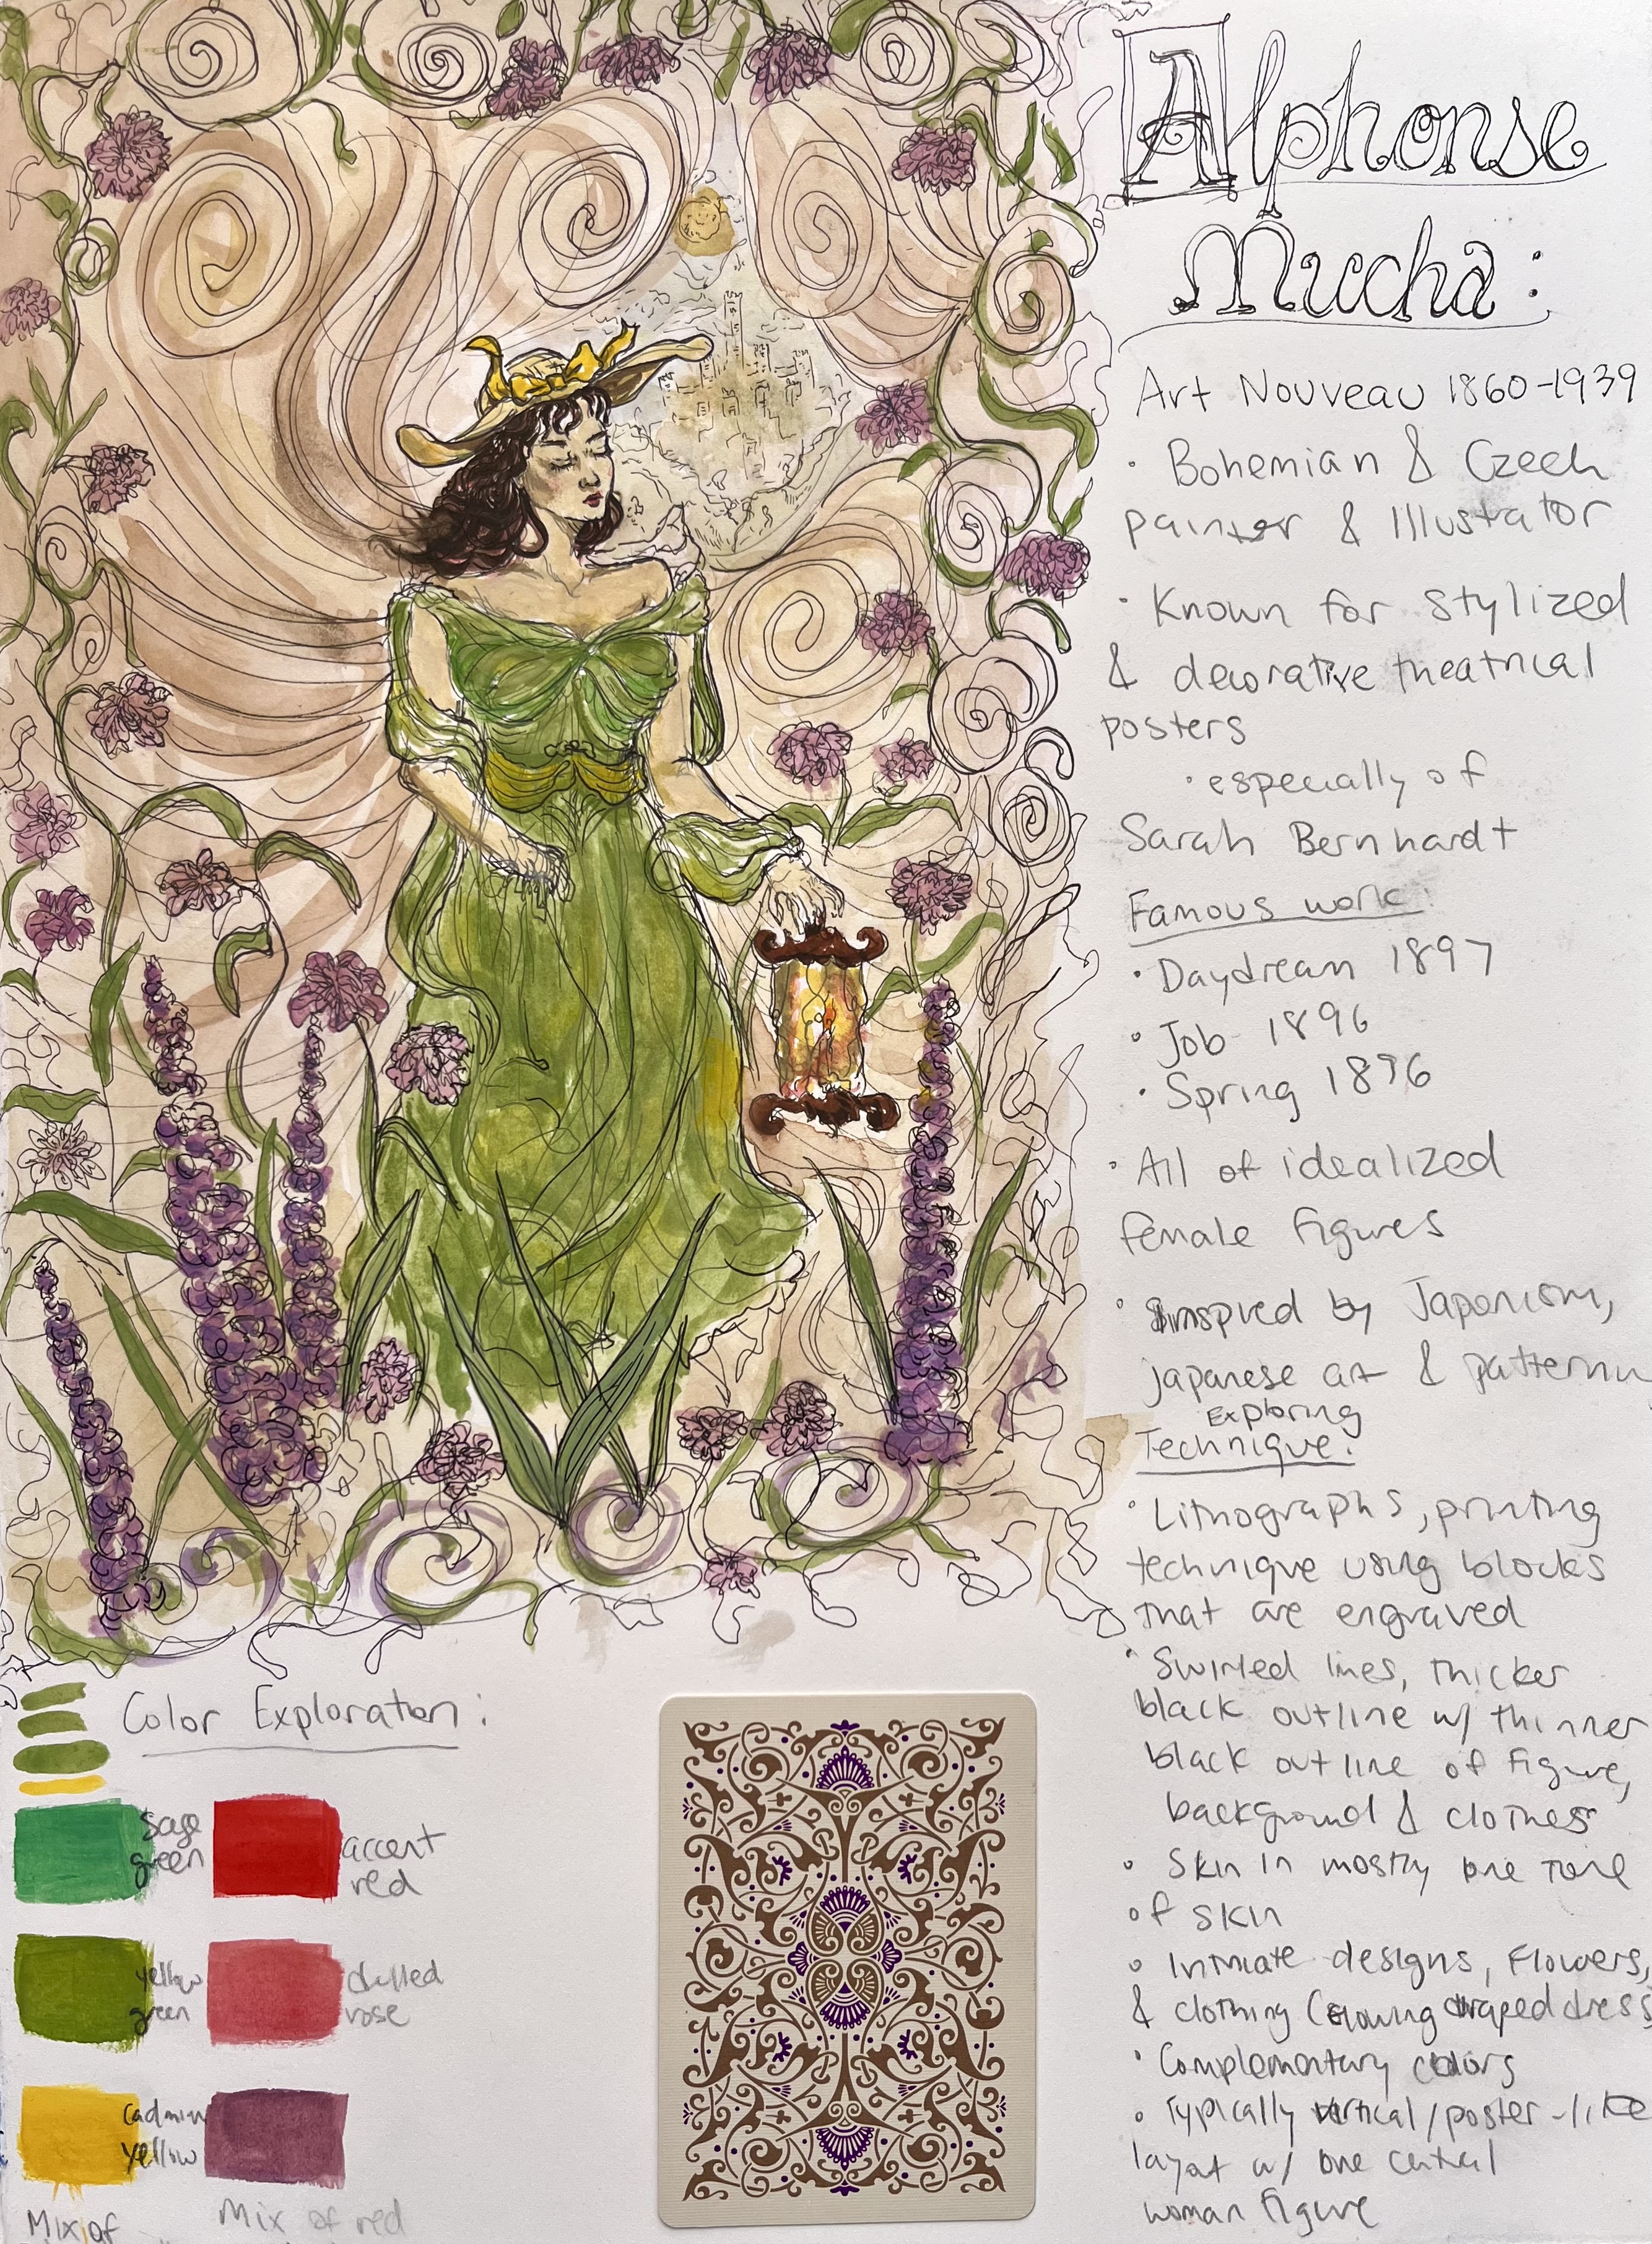 Alphonse
Mucha:
Art Nouveau 1860-1939
· Bohemian & Czech
painter & Illustrator
· Known for stylized
& decorative theatrical
posters
· especially of
Sarah Bernhardt
Famous work:
· Daydream 1897
· Job 1896
· Spring 1896
· All of idealized
female figures
· inspired by Japonism,
japanese art & pattern
Exploring
Technique:
· Lithographs, printing
technique using blocks
that are engraved
· Swirled lines, thicker
black outline w/ thinner
black outline of figure,
background & clothes
· Skin in mostly one tone
of skin
· Intimate designs, Flowers,
& clothing (flowing draped dress
· Complementary colors
· Typically vertical/poster-like
layout w/ one central
woman figure
Color Exploration:
Sage
green
accent
red
yellow
green
dulled
rose
cadmium
yellow
Mix of
Mix of red